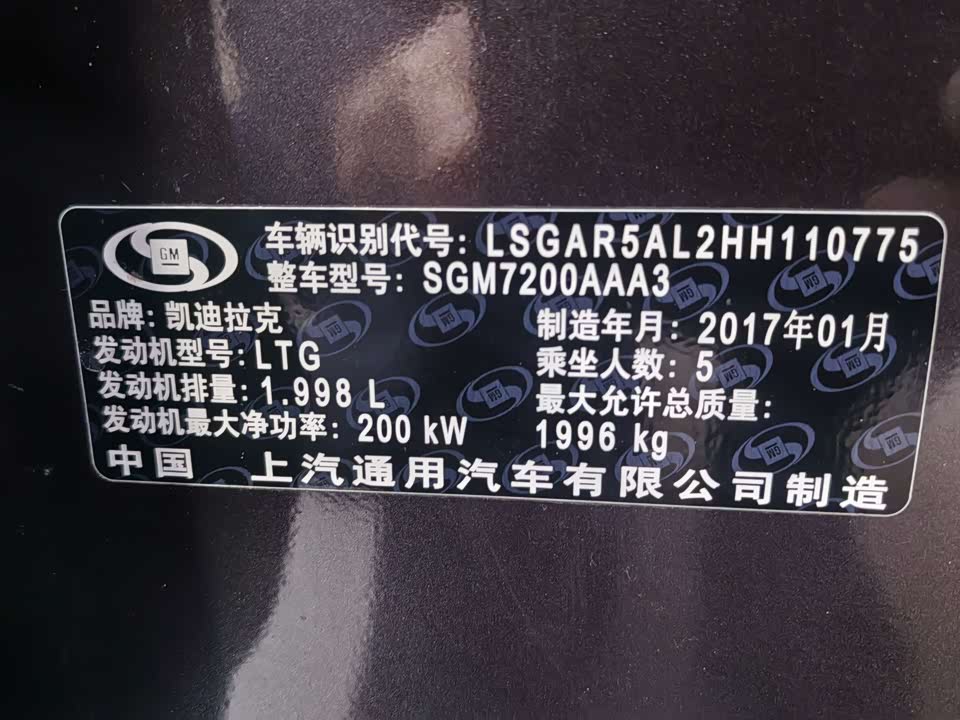 GM
车辆识别代号: LSGAR5AL2HH110775
整车型号: SGM7200AAA3
品牌: 凯迪拉克
制造年月: 2017年01月
发动机型号: LTG
乘坐人数: 5
发动机排量: 1.998 L
最大允许总质量:
发动机最大净功率: 200 kW
1996 kg
中国 上汽通用汽车有限公司制造